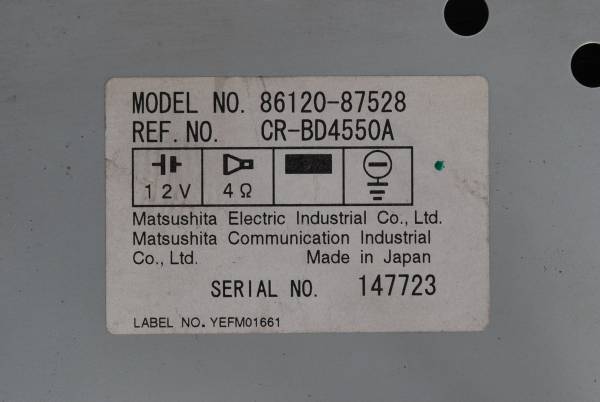 MODEL NO. 86120-87528
REF. NO. CR-BD4550A
12V 4Ω
Matsushita Electric Industrial Co., Ltd.
Matsushita Communication Industrial
Co., Ltd. Made in Japan
SERIAL NO. 147723
LABEL NO. YEFM01661